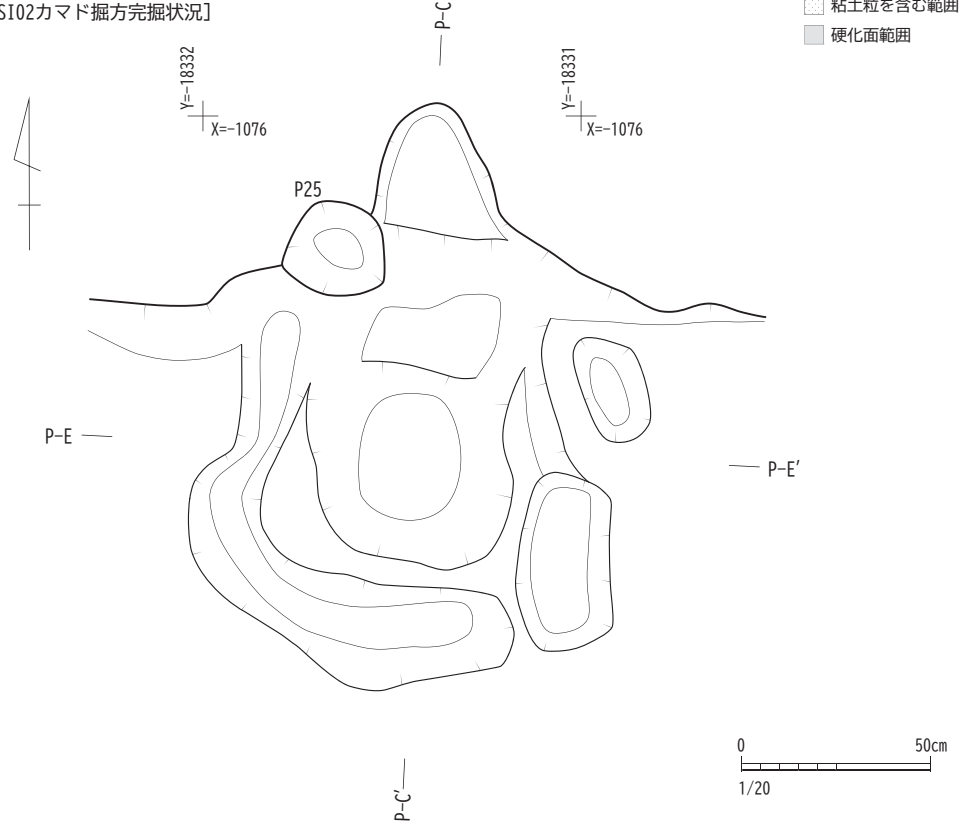 SI02カマド掘方完掘状況]
粘土粒を含む範囲
硬化面範囲
P-C
Y=-18332
X=-1076
Y=-18331
X=-1076
P25
P-E
P-E'
P-C'
0
50cm
1/20